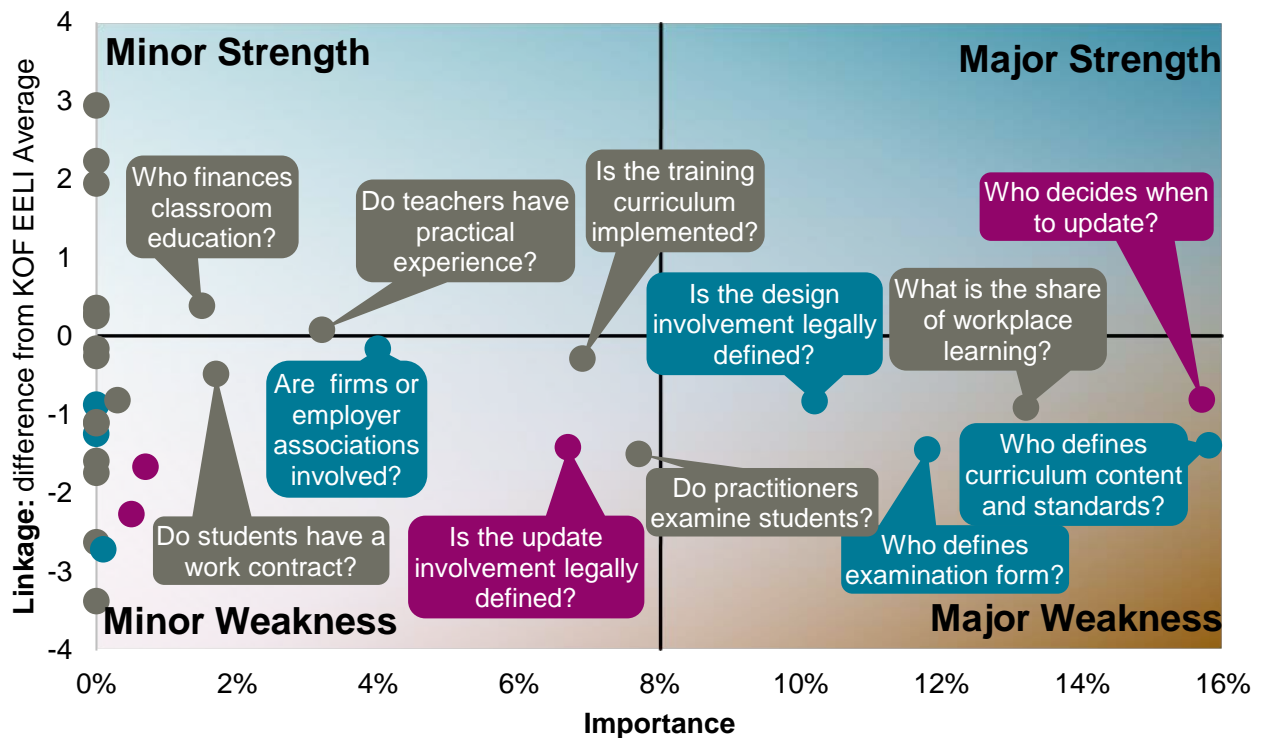 4
3
2
1
0
-1
-2
-3
-4
Linkage: difference from KOF EELI Average
Minor Strength
Major Strength
Who finances
classroom
education?
Do teachers have
practical
experience?
Is the training
curriculum
implemented?
Who decides when
to update?
Is the design
involvement legally
defined?
What is the share
of workplace
learning?
Are  firms or
employer
associations
involved?
Who defines
curriculum content
and standards?
Do students have a
work contract?
Is the update
involvement legally
defined?
Do practitioners
examine students?
Who defines
examination form?
Minor Weakness
Major Weakness
0%
2%
4%
6%
8%
10%
12%
14%
16%
Importance